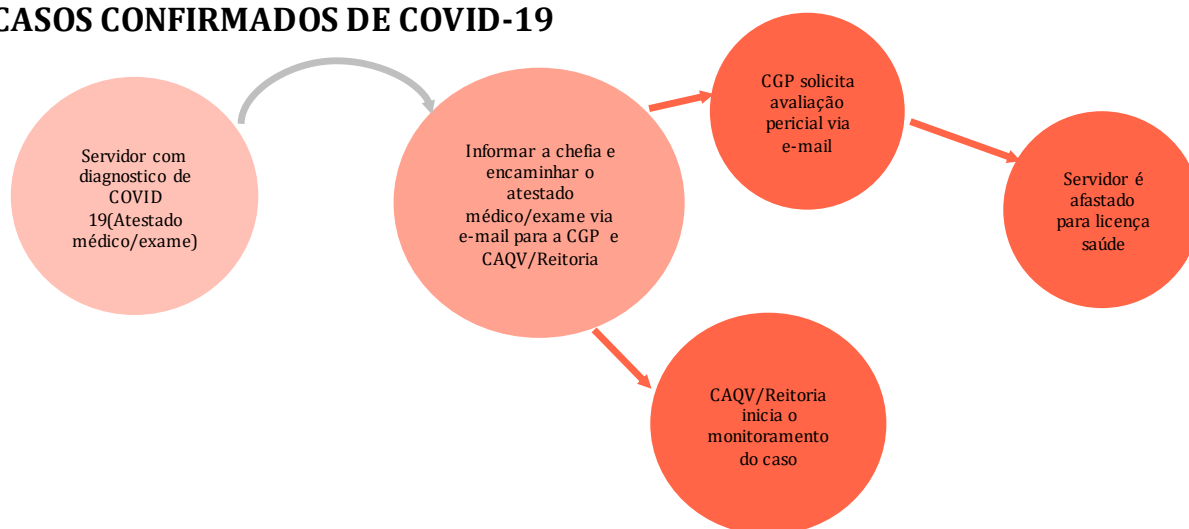 CASOS CONFIRMADOS DE COVID-19
Servidor com
diagnostico de
COVID
19(Atestado
médico/exame)
Informar a chefia e
encaminhar o
atestado
médico/exame via
e-mail para a CGP e
CAQV/Reitoria
CGP solicita
avaliação
pericial via
e-mail
Servidor é
afastado
para licença
saúde
CAQV/Reitoria
inicia o
monitoramento
do caso